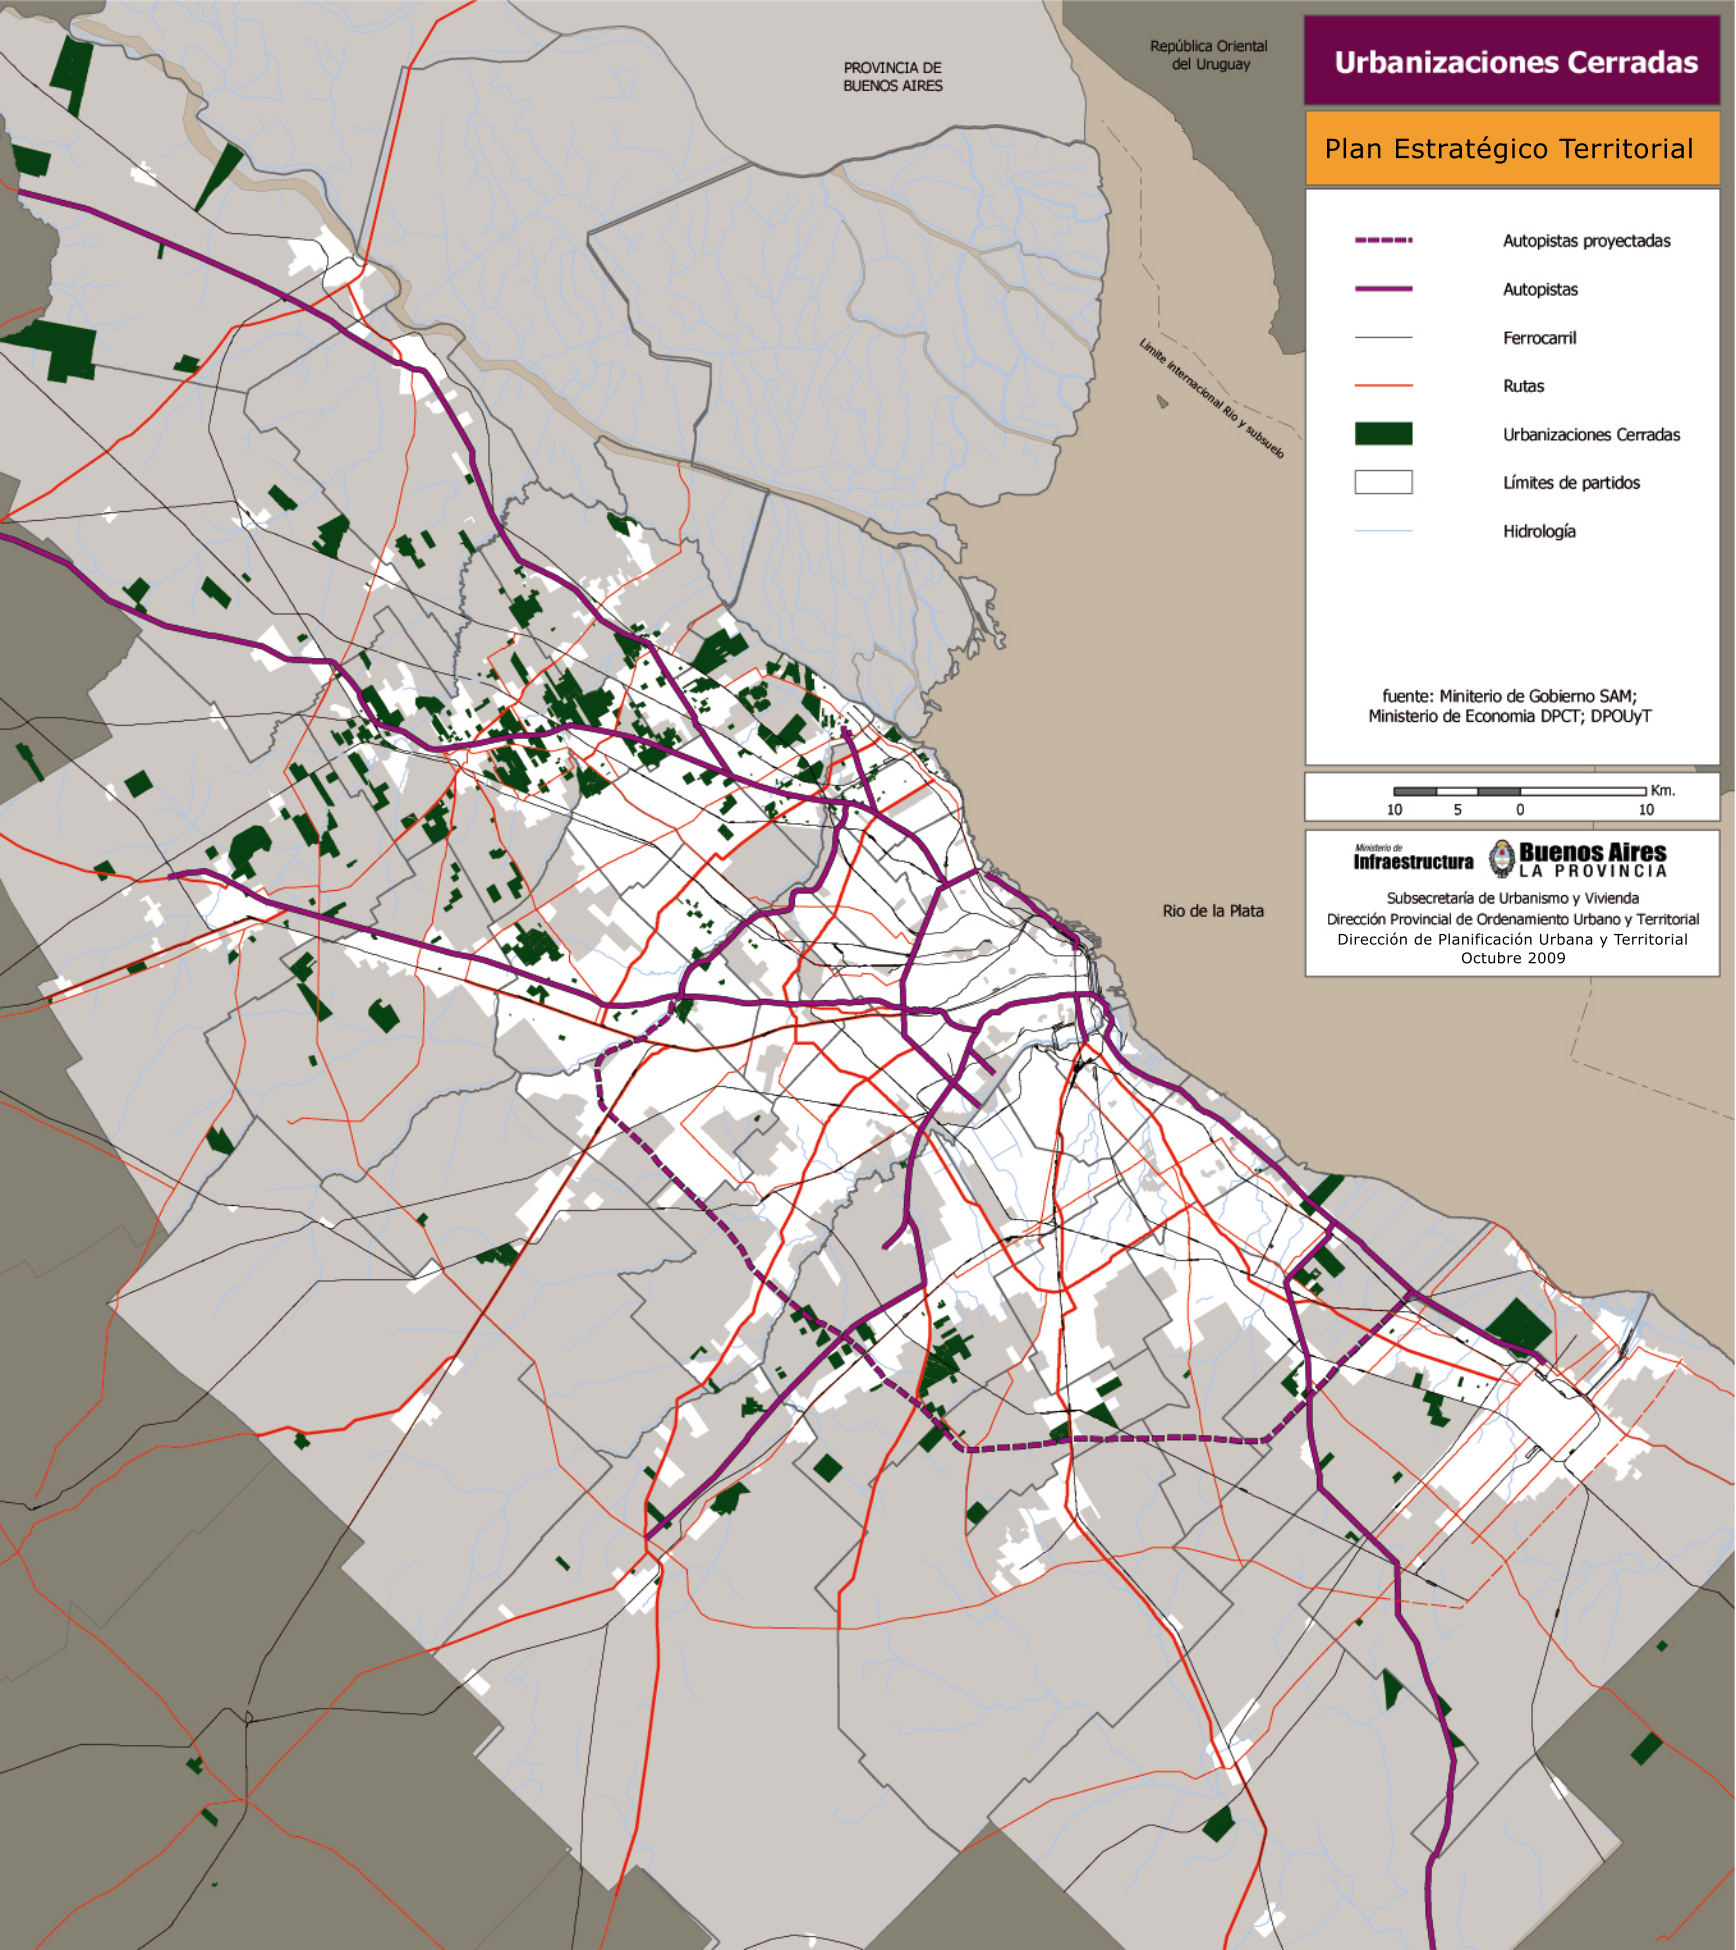 PROVINCIA DE
BUENOS AIRES
República Oriental
del Uruguay
Límite internacional Río y subsuelo
Rio de la Plata
Urbanizaciones Cerradas
Plan Estratégico Territorial
Autopistas proyectadas
Autopistas
Ferrocarril
Rutas
Urbanizaciones Cerradas
Límites de partidos
Hidrología
fuente: Miniterio de Gobierno SAM;
Ministerio de Economia DPCT; DPOUyT
Km.
10 5 0 10
Ministerio de
Infraestructura
Buenos Aires
LA PROVINCIA
Subsecretaría de Urbanismo y Vivienda
Dirección Provincial de Ordenamiento Urbano y Territorial
Dirección de Planificación Urbana y Territorial
Octubre 2009